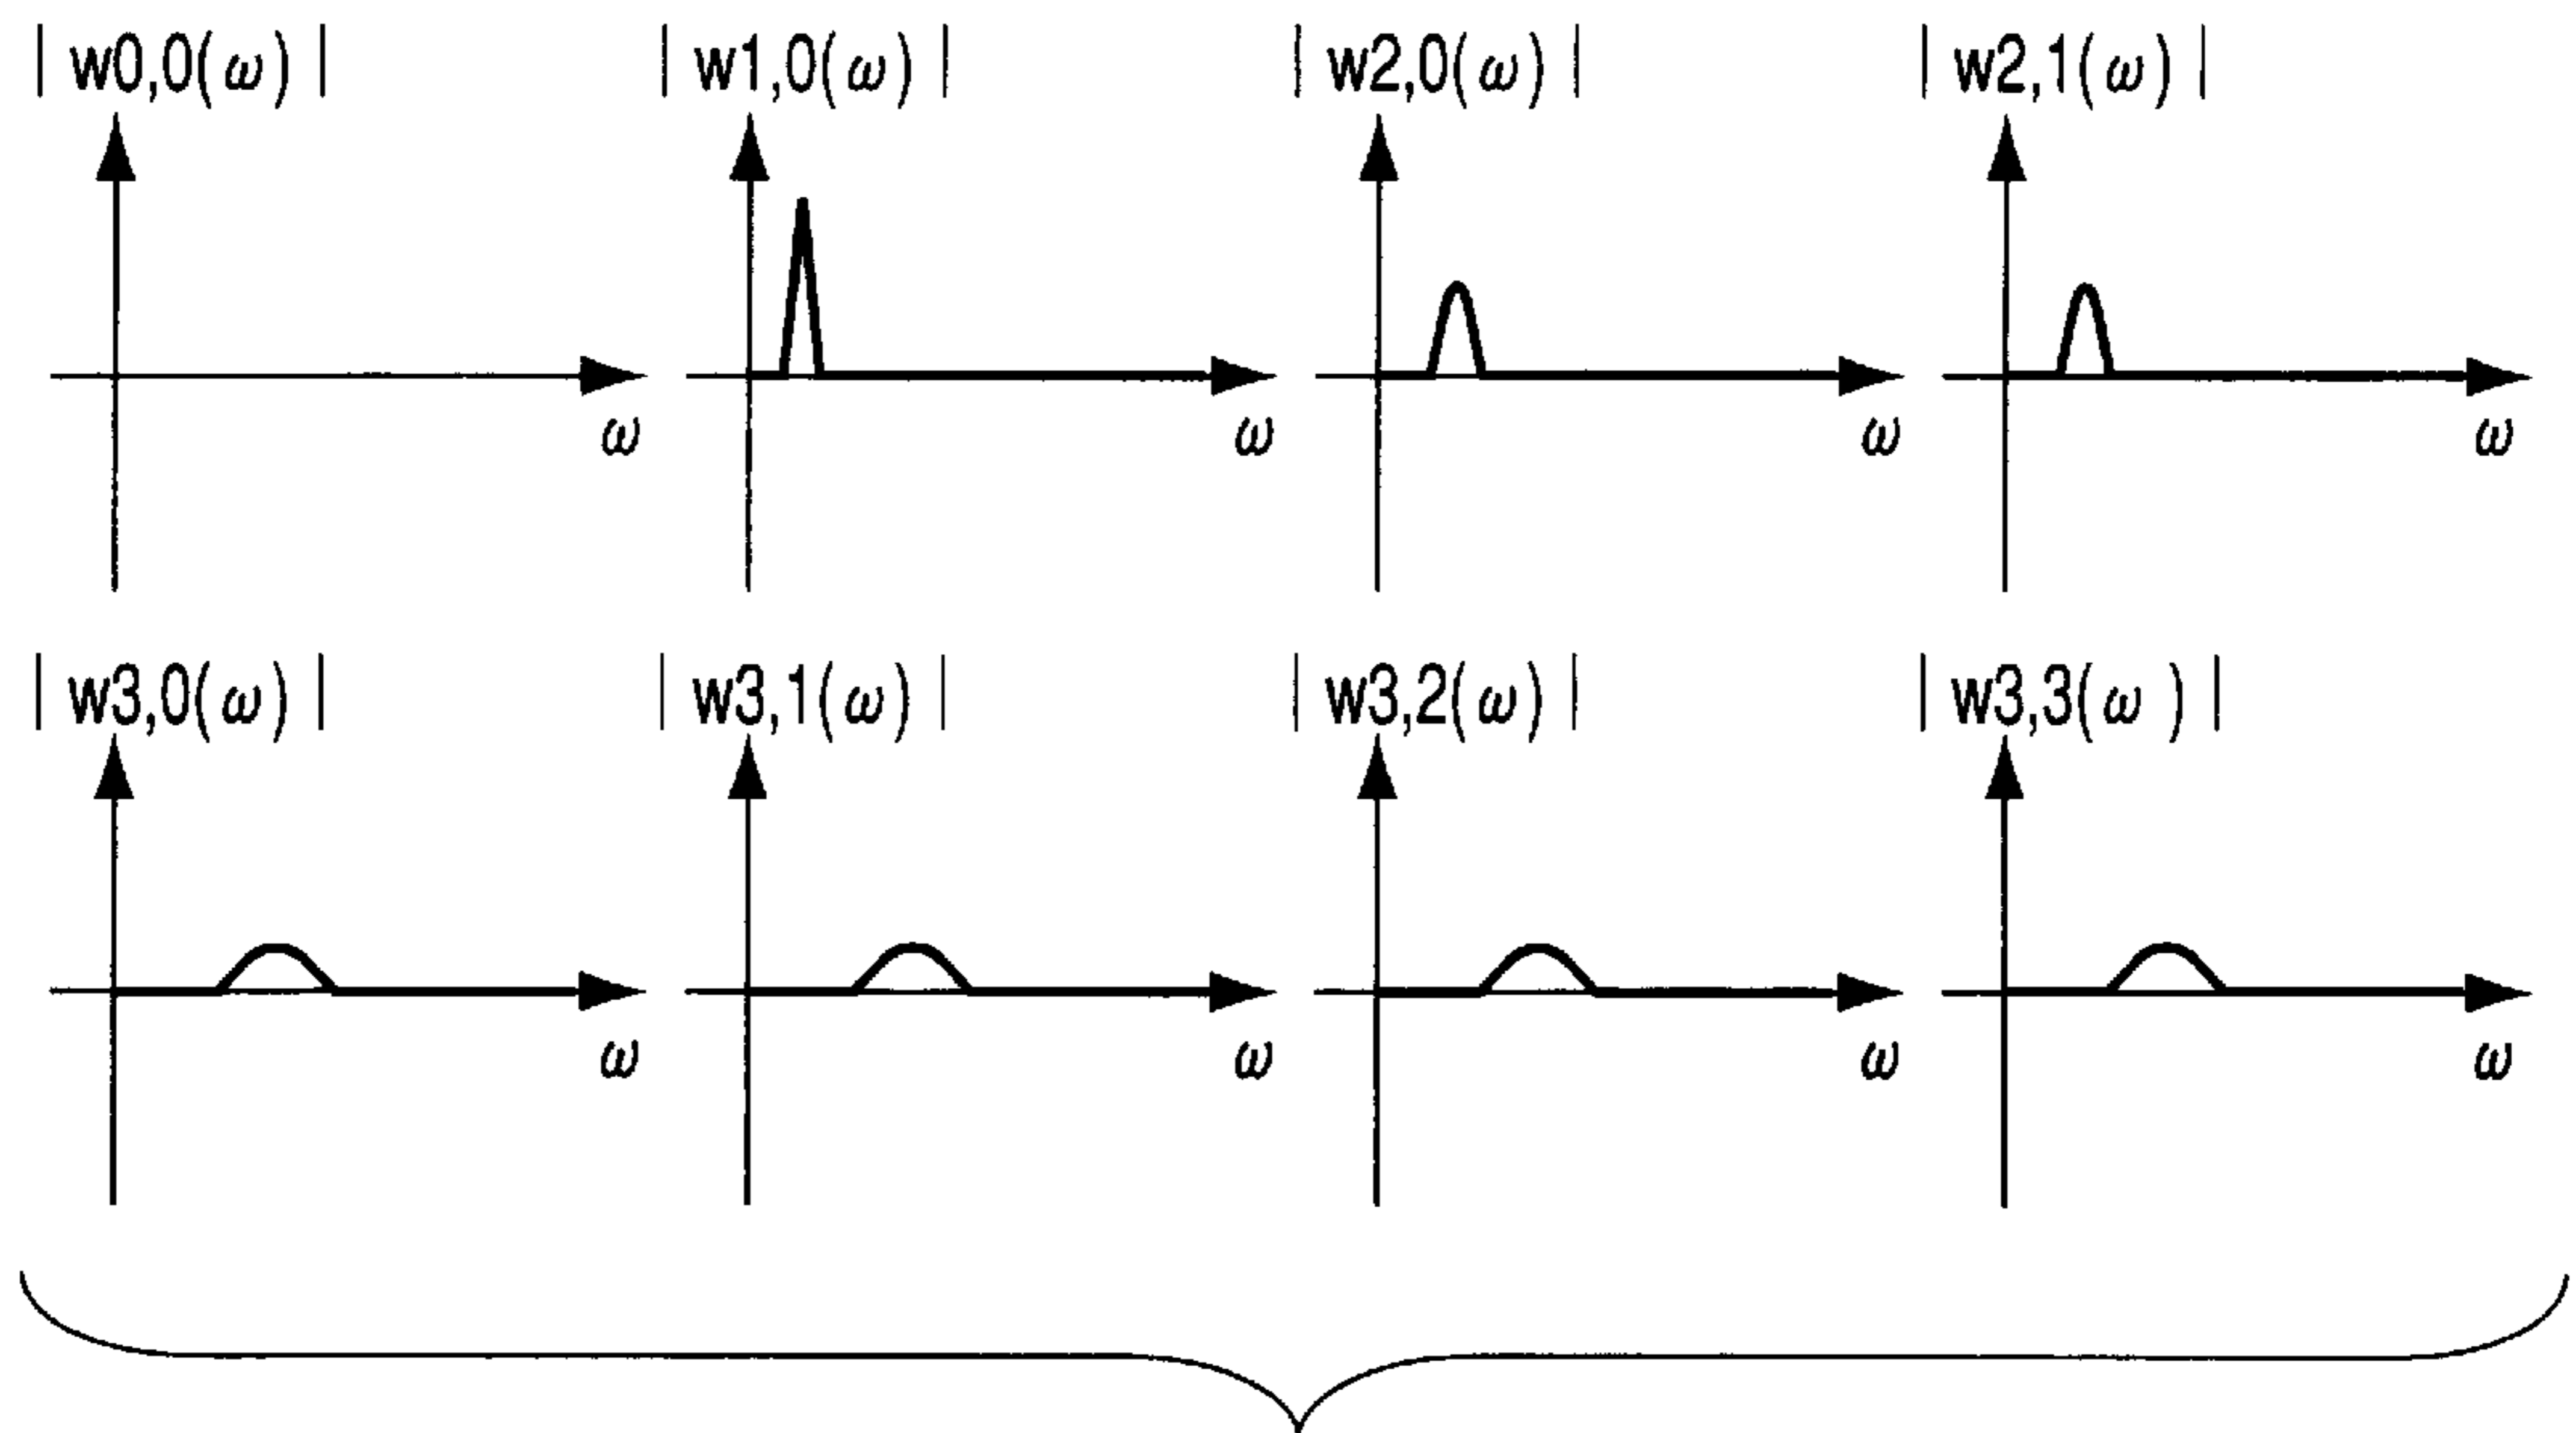 | w0,0(ω) | | w1,0(ω) | | w2,0(ω) | | w2,1(ω) |
ω ω ω ω
| w3,0(ω) | | w3,1(ω) | | w3,2(ω) | | w3,3(ω ) |
ω ω ω ω